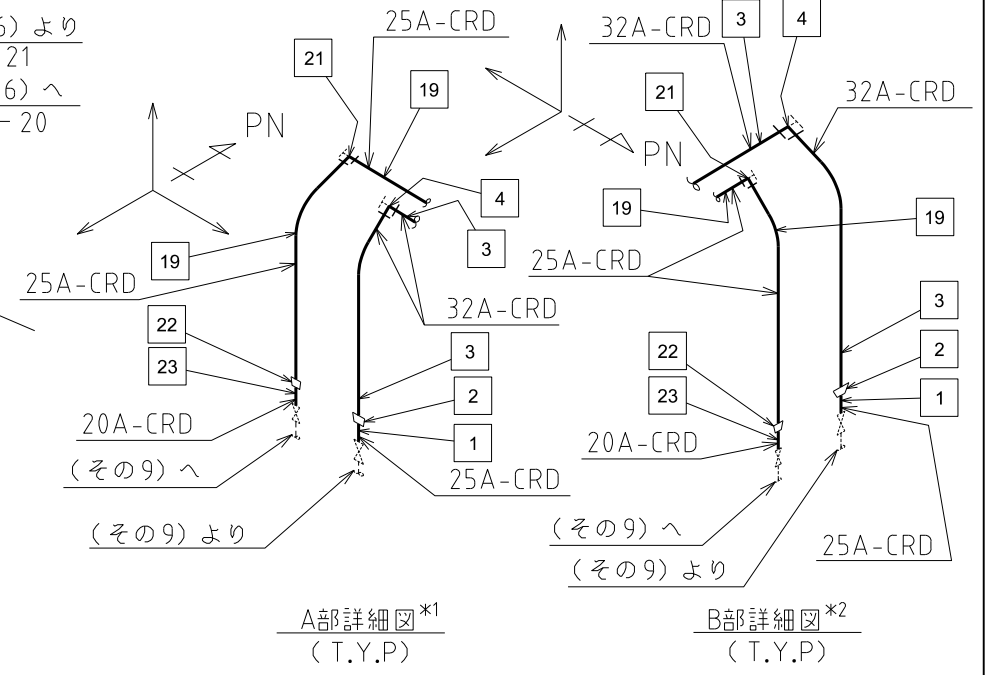 6) より
21
6) へ
-20
PN
25A-CRD
21
19
4
3
19
25A-CRD
32A-CRD
22
23
3
2
1
20A-CRD
25A-CRD
(その9) へ
(その9) より
A部詳細図*1
(T.Y.P)
32A-CRD
3
4
21
32A-CRD
PN
19
19
25A-CRD
3
22
2
23
1
20A-CRD
(その9) へ
25A-CRD
(その9) より
B部詳細図*2
(T.Y.P)